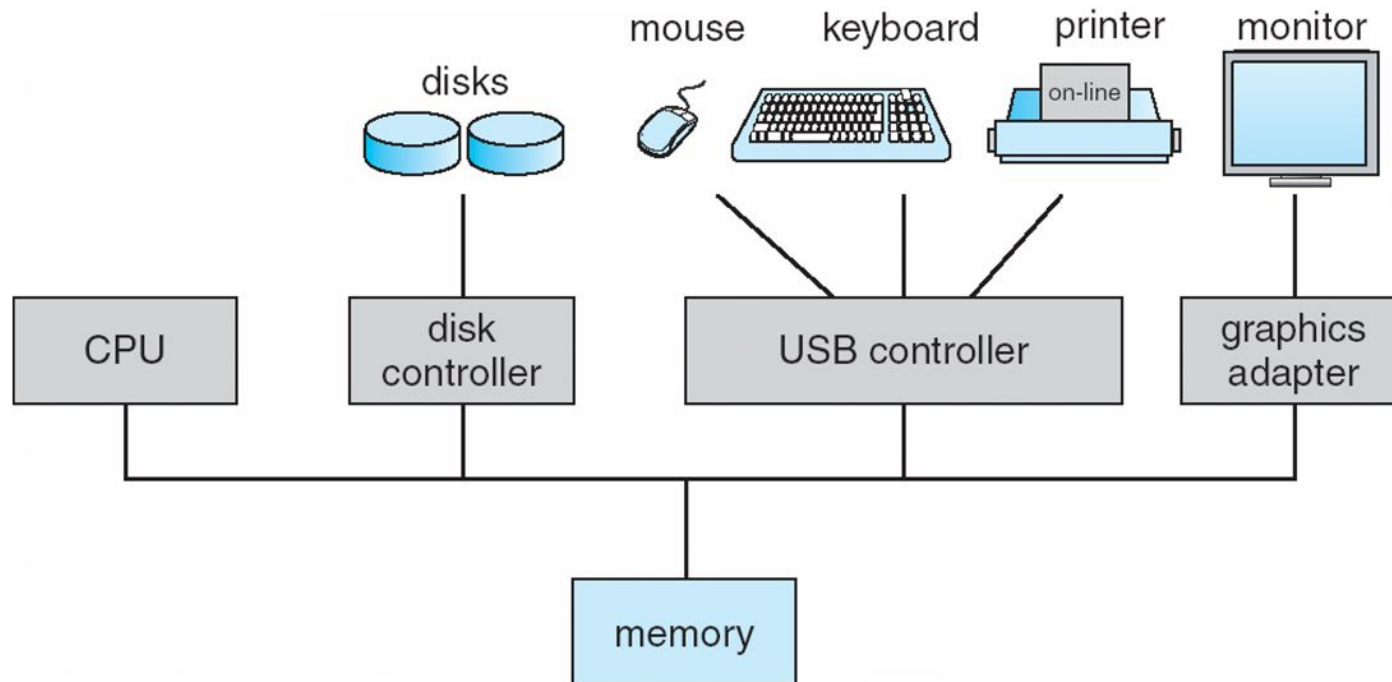 mouse
keyboard
printer
monitor
disks
on-line
CPU
disk
controller
USB controller
graphics
adapter
memory